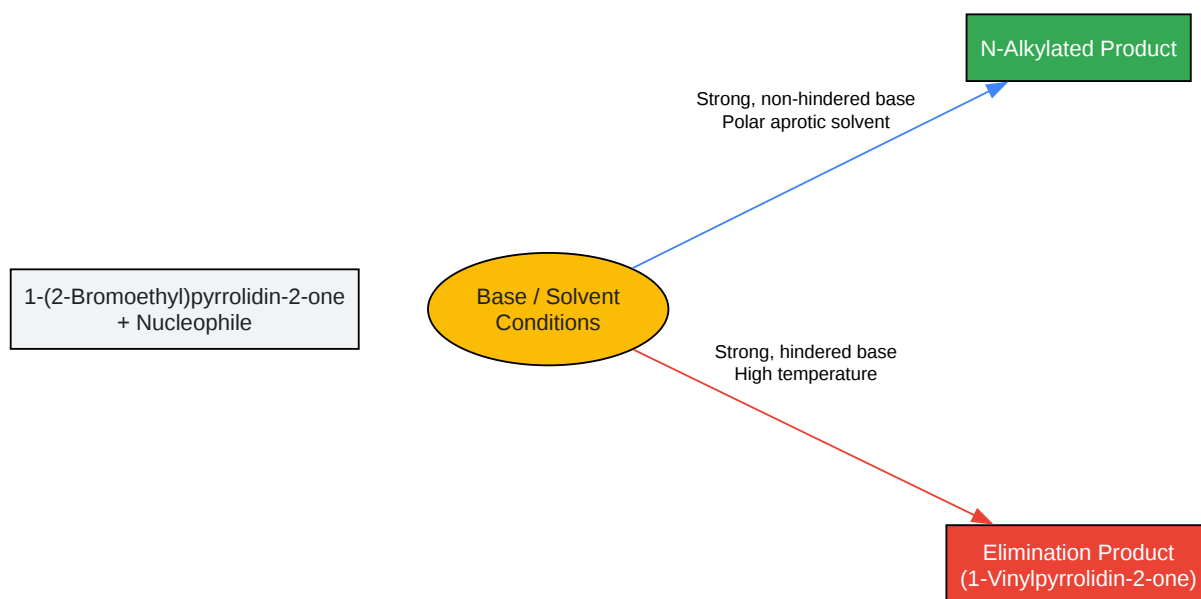 N-Alkylated Product
Strong, non-hindered base
Polar aprotic solvent
1-(2-Bromoethyl)pyrrolidin-2-one
+ Nucleophile
Base / Solvent
Conditions
Strong, hindered base
High temperature
Elimination Product
(1-Vinylpyrrolidin-2-one)